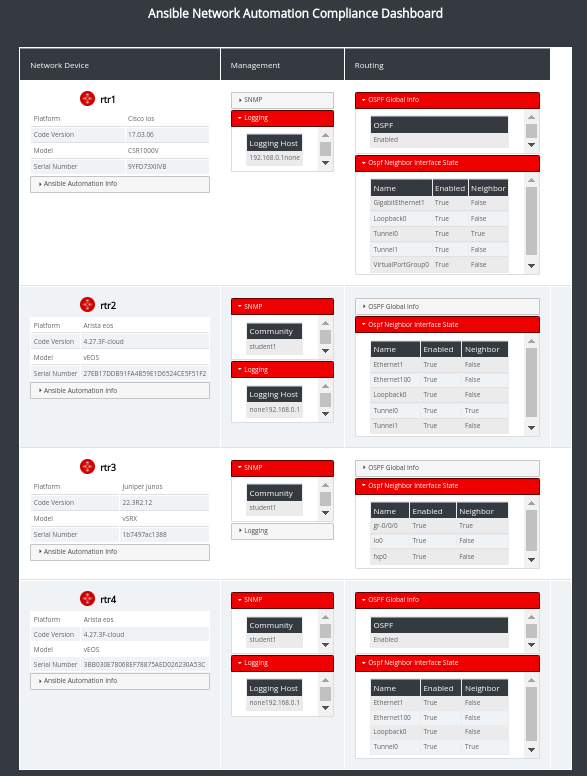 Ansible Network Automation Compliance Dashboard
Network Device Management Routing
rtr1
Platform Cisco ios
Code Version 17.03.06
Model CSR1000V
Serial Number 9YFD73XIIVB
Ansible Automation Info
SNMP
Logging
Logging Host
192.168.0.1none
OSPF Global Info
OSPF
Enabled
Ospf Neighbor Interface State
Name Enabled Neighbor
GigabitEthernet1 True False
Loopback0 True False
Tunnel0 True True
Tunnel1 True False
VirtualPortGroup0 True False
rtr2
Platform Arista eos
Code Version 4.27.3F-cloud
Model vEOS
Serial Number 27EB17DDB91FA4B59E1D6524CE5F51F2
Ansible Automation Info
SNMP
Community
student1
Logging
Logging Host
none192.168.0.1
OSPF Global Info
Ospf Neighbor Interface State
Name Enabled Neighbor
Ethernet1 True False
Ethernet100 True False
Loopback0 True False
Tunnel0 True True
Tunnel1 True False
rtr3
Platform Juniper junos
Code Version 22.3R2.12
Model vSRX
Serial Number 1b7497ac1388
Ansible Automation Info
SNMP
Community
student1
Logging
OSPF Global Info
Ospf Neighbor Interface State
Name Enabled Neighbor
gr-0/0/0 True True
lo0 True False
fxp0 True False
rtr4
Platform Arista eos
Code Version 4.27.3F-cloud
Model vEOS
Serial Number 3BB030E78068EF78875AED026230A53C
Ansible Automation Info
SNMP
Community
student1
Logging
Logging Host
none192.168.0.1
OSPF Global Info
OSPF
Enabled
Ospf Neighbor Interface State
Name Enabled Neighbor
Ethernet1 True False
Ethernet100 True False
Loopback0 True False
Tunnel0 True True